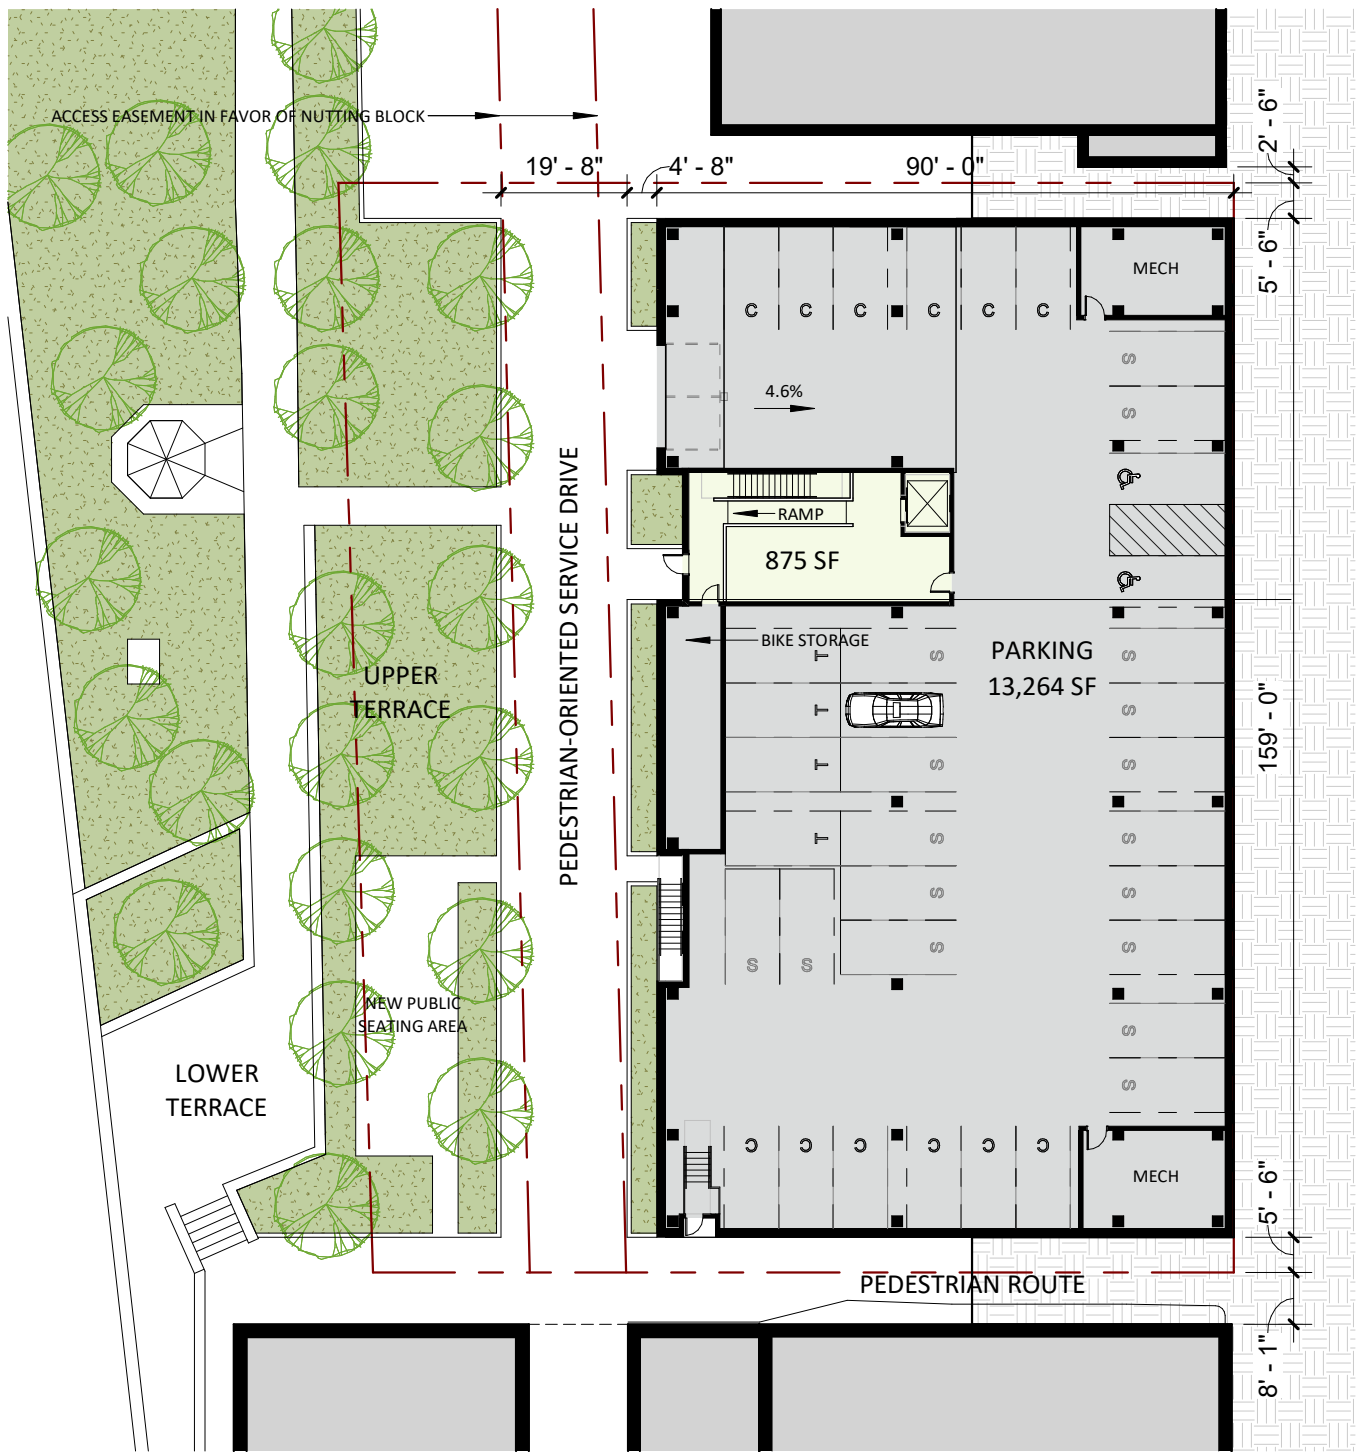 ACCESS EASEMENT IN FAVOR OF NUTTING BLOCK
2' - 6"
19' - 8"
4' - 8"
90' - 0"
5' - 6"
MECH
C C C C C C
S
4.6%
S
PEDESTRIAN-ORIENTED SERVICE DRIVE
RAMP
875 SF
BIKE STORAGE
T
S
PARKING
S
UPPER
TERRACE
13,264 SF
T
S
159' - 0"
T
S
S
T
S
S
S
S
S
S
S
S
NEW PUBLIC
SEATING AREA
S
LOWER
TERRACE
S
C C C C C C
MECH
5' - 6"
PEDESTRIAN ROUTE
8' - 1"